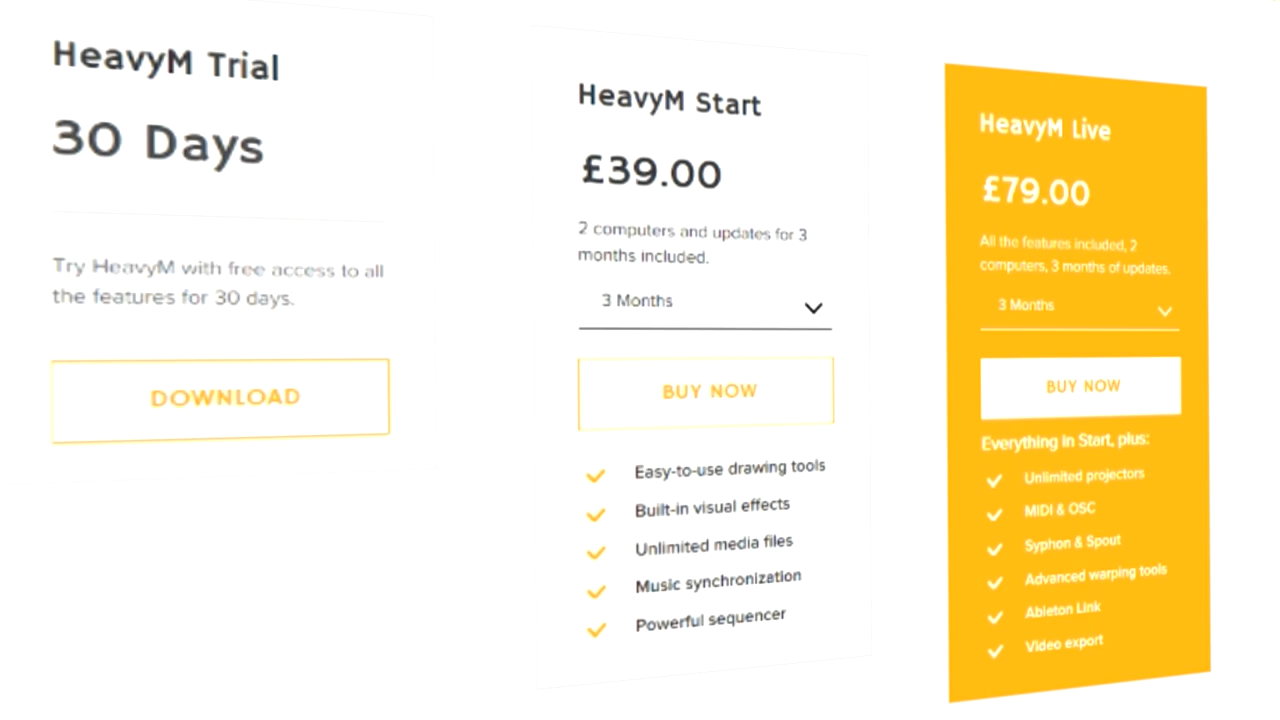 HeavyM Trial
30 Days
Try HeavyM with free access to all
the features for 30 days.
DOWNLOAD
HeavyM Start
£39.00
2 computers and updates for 3
months included.
3 Months
BUY NOW
Easy-to-use drawing tools
Built-in visual effects
Unlimited media files
Music synchronization
Powerful sequencer
HeavyM Live
£79.00
All the features included, 2
computers, 3 months of updates.
3 Months
BUY NOW
Everything in Start, plus:
Unlimited projectors
MIDI & OSC
Syphon & Spout
Advanced warping tools
Ableton Link
Video export